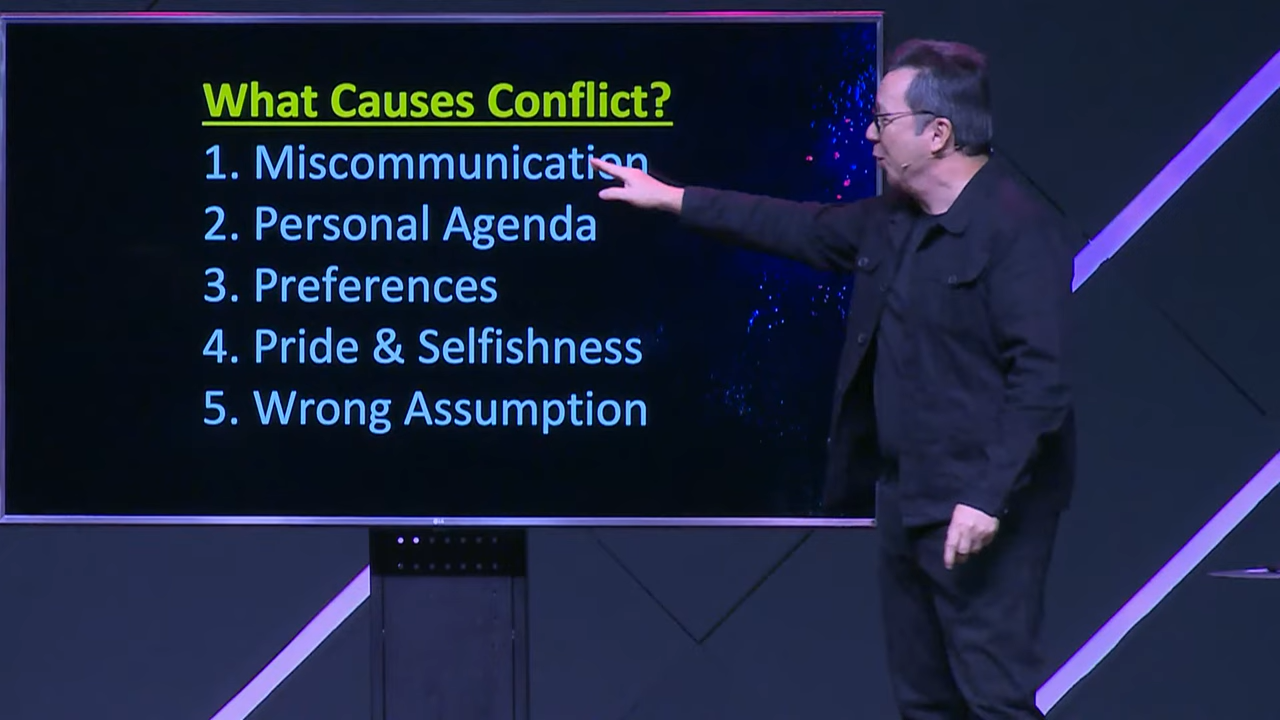 What Causes Conflict?
1. Miscommunication
2. Personal Agenda
3. Preferences
4. Pride & Selfishness
5. Wrong Assumption